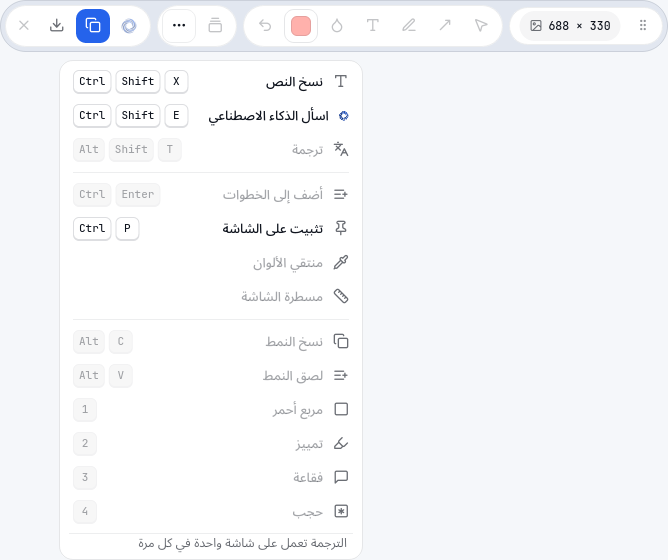 688 × 330
نسخ النص Ctrl Shift X
اسأل الذكاء الاصطناعي Ctrl Shift E
ترجمة Alt Shift T
أضف إلى الخطوات Ctrl Enter
تثبيت على الشاشة Ctrl P
منتقي الألوان
مسطرة الشاشة
نسخ النمط Alt C
لصق النمط Alt V
مربع أحمر 1
تمييز 2
فقاعة 3
حجب 4
الترجمة تعمل على شاشة واحدة في كل مرة